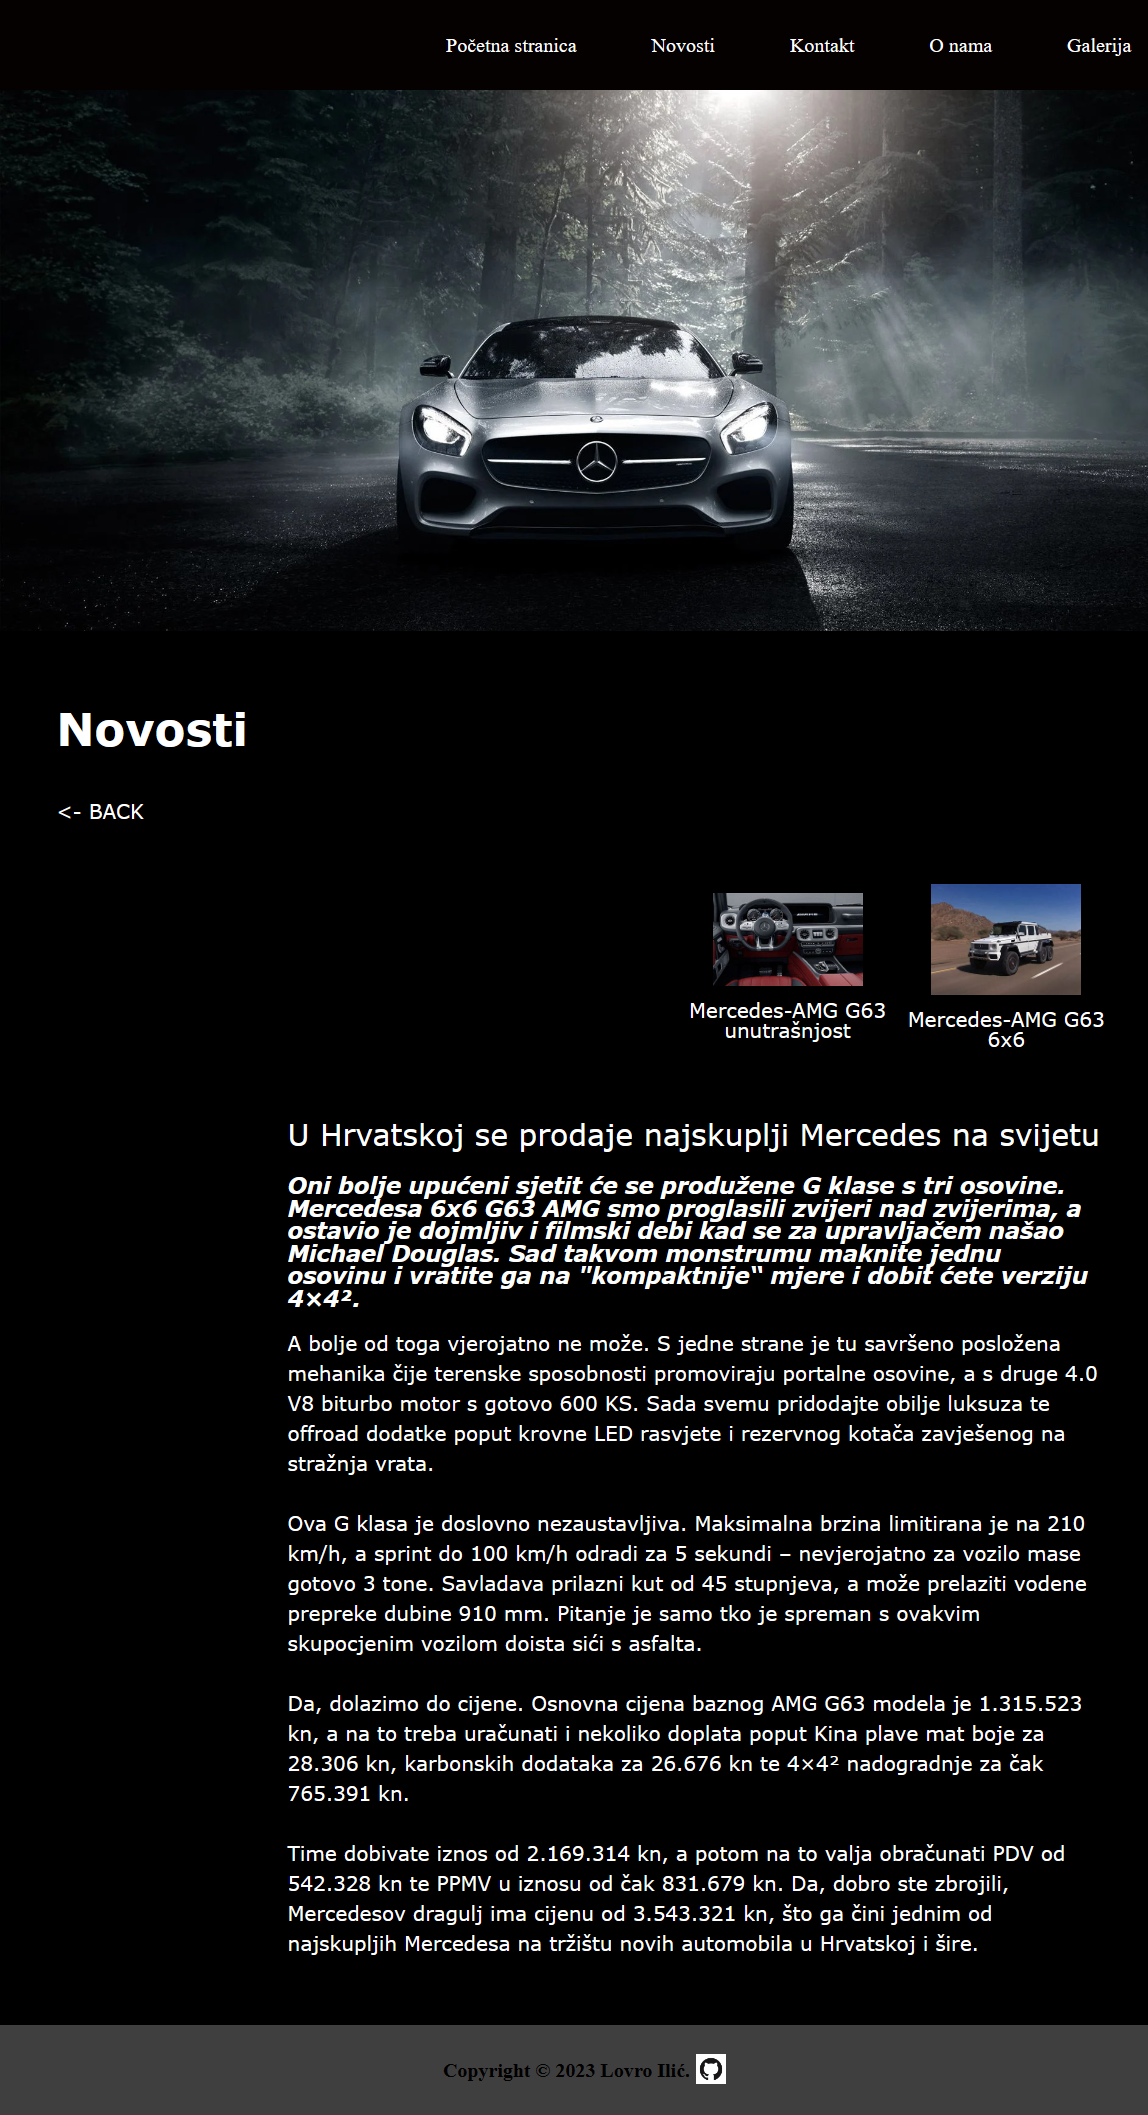 Početna stranica Novosti Kontakt O nama Galerija
Novosti
<- BACK
Mercedes-AMG G63
unutrašnjost
Mercedes-AMG G63
6x6
U Hrvatskoj se prodaje najskuplji Mercedes na svijetu
Oni bolje upućeni sjetit će se produžene G klase s tri osovine.
Mercedesa 6x6 G63 AMG smo proglasili zvijeri nad zvijerima, a
ostavio je dojmljiv i filmski debi kad se za upravljačem našao
Michael Douglas. Sad takvom monstrumu maknite jednu
osovinu i vratite ga na "kompaktnije“ mjere i dobit ćete verziju
4×4².
A bolje od toga vjerojatno ne može. S jedne strane je tu savršeno posložena
mehanika čije terenske sposobnosti promoviraju portalne osovine, a s druge 4.0
V8 biturbo motor s gotovo 600 KS. Sada svemu pridodajte obilje luksuza te
offroad dodatke poput krovne LED rasvjete i rezervnog kotača zavješenog na
stražnja vrata.
Ova G klasa je doslovno nezaustavljiva. Maksimalna brzina limitirana je na 210
km/h, a sprint do 100 km/h odradi za 5 sekundi – nevjerojatno za vozilo mase
gotovo 3 tone. Savladava prilazni kut od 45 stupnjeva, a može prelaziti vodene
prepreke dubine 910 mm. Pitanje je samo tko je spreman s ovakvim
skupocjenim vozilom doista sići s asfalta.
Da, dolazimo do cijene. Osnovna cijena baznog AMG G63 modela je 1.315.523
kn, a na to treba uračunati i nekoliko doplata poput Kina plave mat boje za
28.306 kn, karbonskih dodataka za 26.676 kn te 4×4² nadogradnje za čak
765.391 kn.
Time dobivate iznos od 2.169.314 kn, a potom na to valja obračunati PDV od
542.328 kn te PPMV u iznosu od čak 831.679 kn. Da, dobro ste zbrojili,
Mercedesov dragulj ima cijenu od 3.543.321 kn, što ga čini jednim od
najskupljih Mercedesa na tržištu novih automobila u Hrvatskoj i šire.
Copyright © 2023 Lovro Ilić.